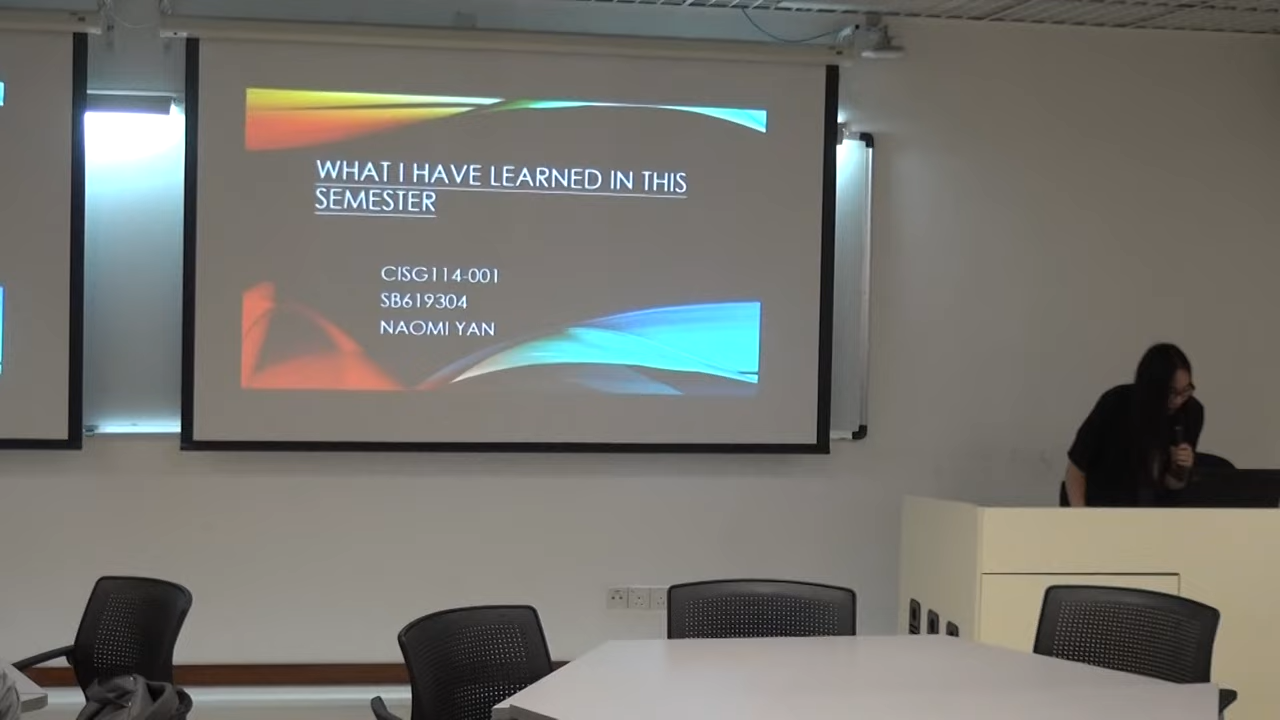 WHAT I HAVE LEARNED IN THIS
SEMESTER
CISG114-001
SB619304
NAOMI YAN